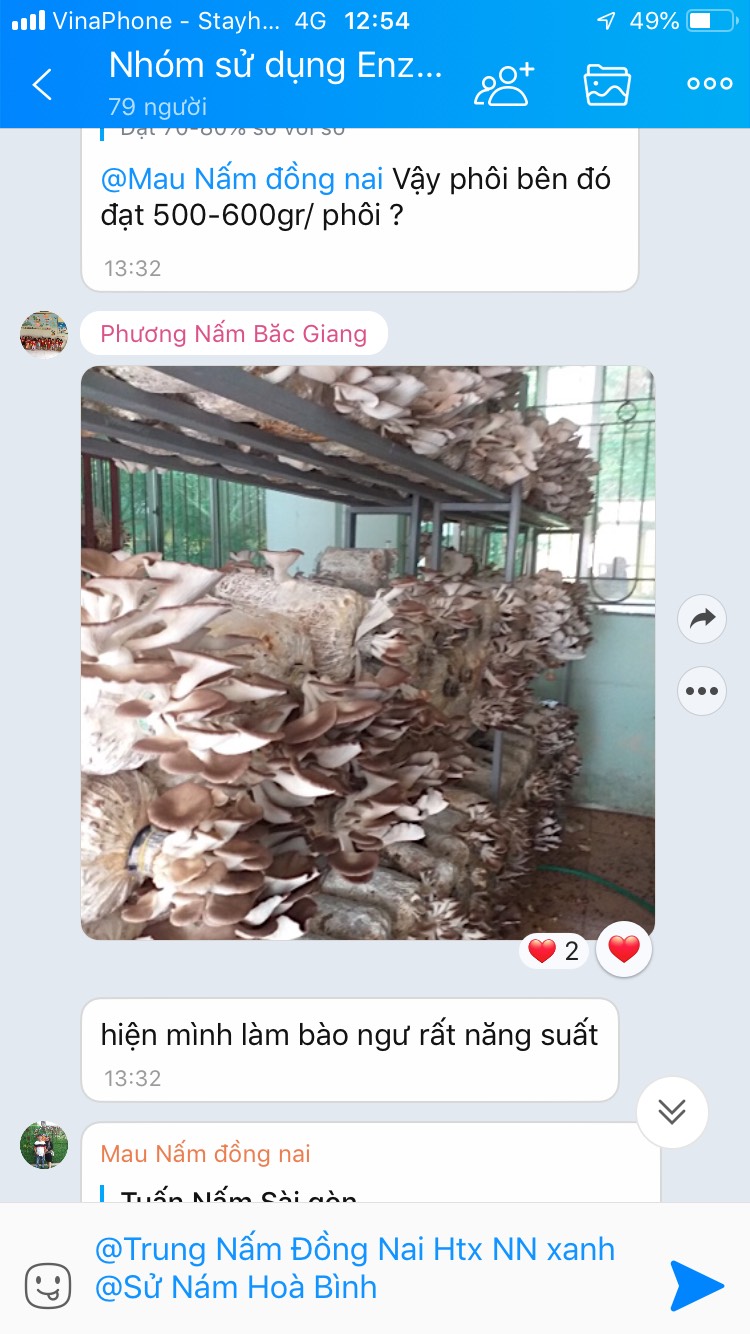 VinaPhone - Stayh... 4G 12:54 49%
Nhóm sử dụng Enz...
79 người
Đạt 70-80% so với số
@Mau Nấm đồng nai Vậy phôi bên đó
đạt 500-600gr/ phôi ?
13:32
Phương Nấm Băc Giang
2
hiện mình làm bào ngư rất năng suất
13:32
Mau Nấm đồng nai
Tuấn Nấm Sài gòn
@Trung Nấm Đồng Nai Htx NN xanh
@Sử Nám Hoà Bình